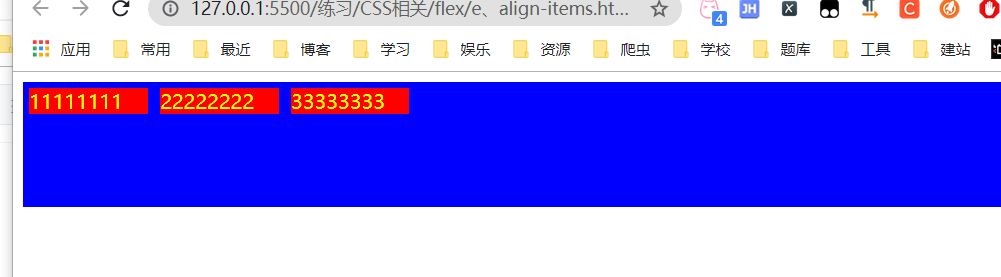 127.0.0.1:5500/练习/CSS相关/flex/e、align-items.ht...
4 JH X C
应用 常用 最近 博客 学习 娱乐 资源 爬虫 学校 题库 工具 建站
11111111 22222222 33333333